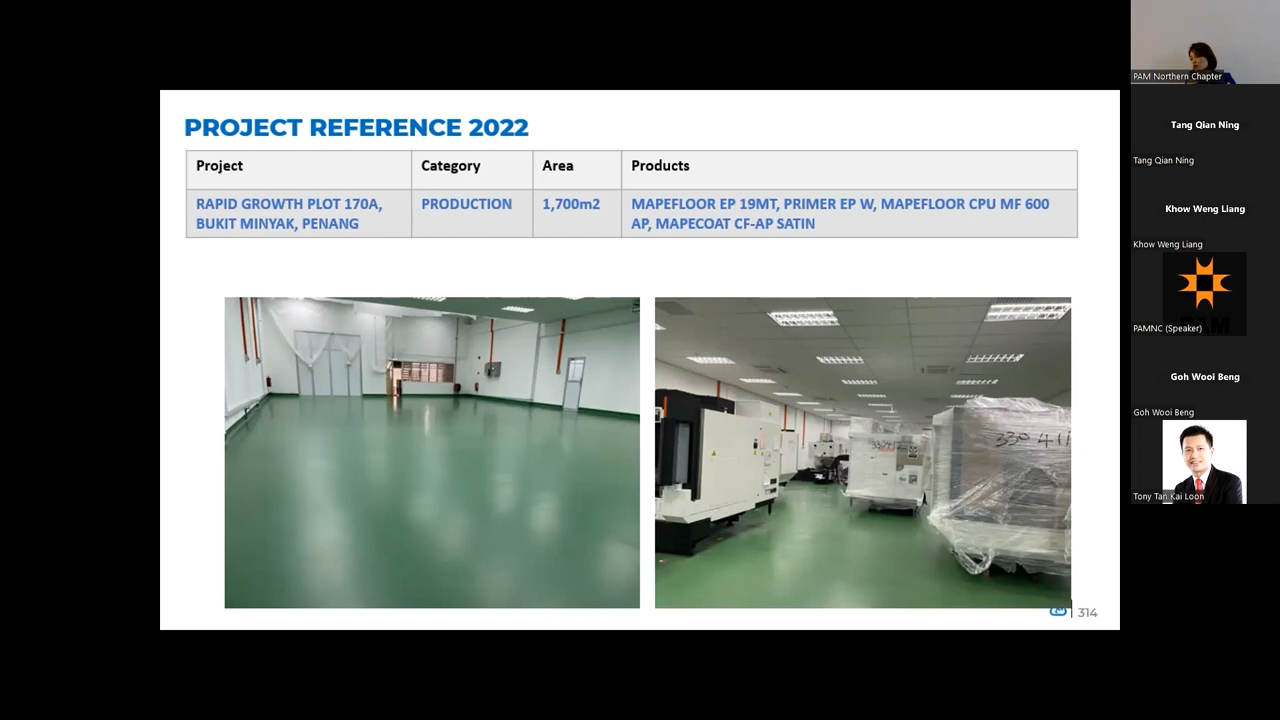 PROJECT REFERENCE 2022
Project
Category
Area
Products
RAPID GROWTH PLOT 170A,
BUKIT MINYAK, PENANG
PRODUCTION
1,700m2
MAPEFLOOR EP 19MT, PRIMER EP W, MAPEFLOOR CPU MF 600
AP, MAPECOAT CF-AP SATIN
314
PAM Northern Chapter
Tang Qian Ning
Tang Qian Ning
Khow Weng Liang
Khow Weng Liang
PAM
PAMNC (Speaker)
Goh Wooi Beng
Goh Wooi Beng
Tony Tan Kai Loon